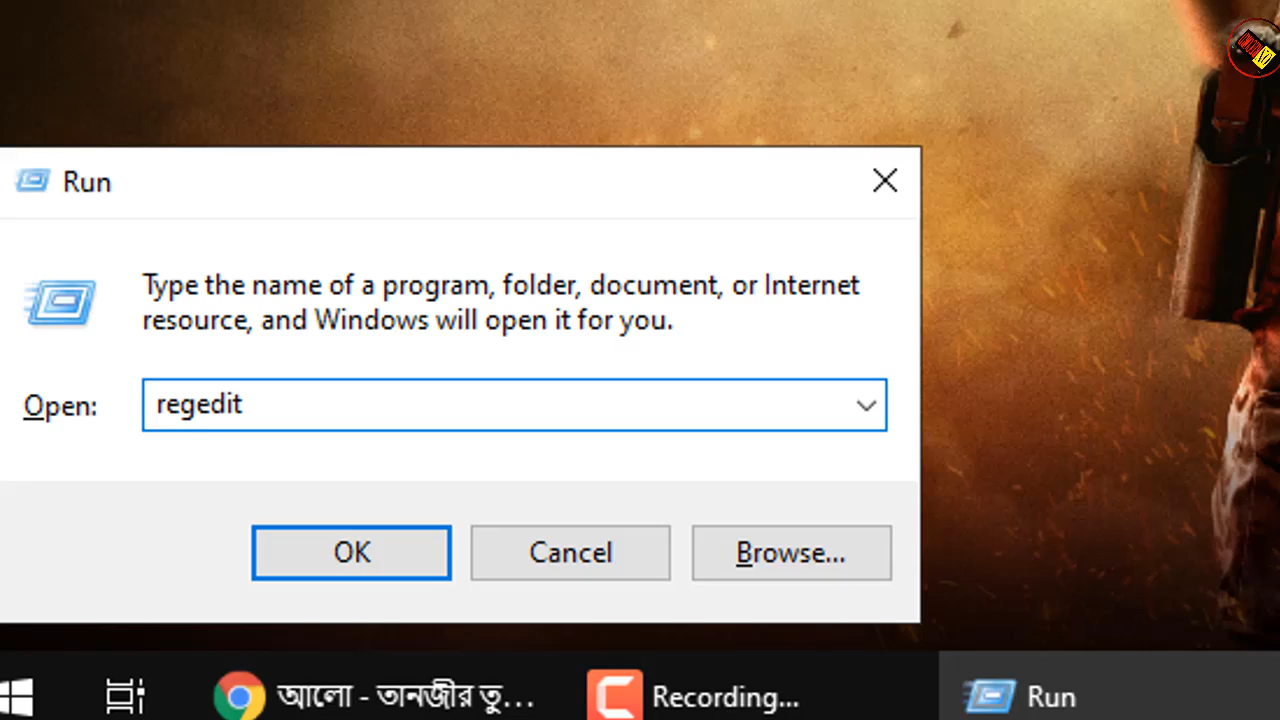 Run
Type the name of a program, folder, document, or Internet
resource, and Windows will open it for you.
Open: regedit
OK Cancel Browse...
আলো - তানজীর তু... Recording... Run